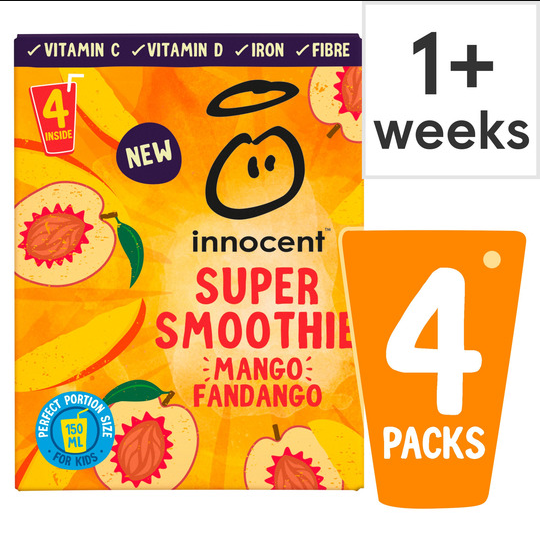 ✓ VITAMIN C ✓ VITAMIN D ✓ IRON ✓ FIBRE
4
INSIDE
NEW
innocent™
SUPER
SMOOTHIE
MANGO
FANDANGO
PERFECT PORTION SIZE
150
ML
• FOR KIDS •
1+
weeks
4
PACKS